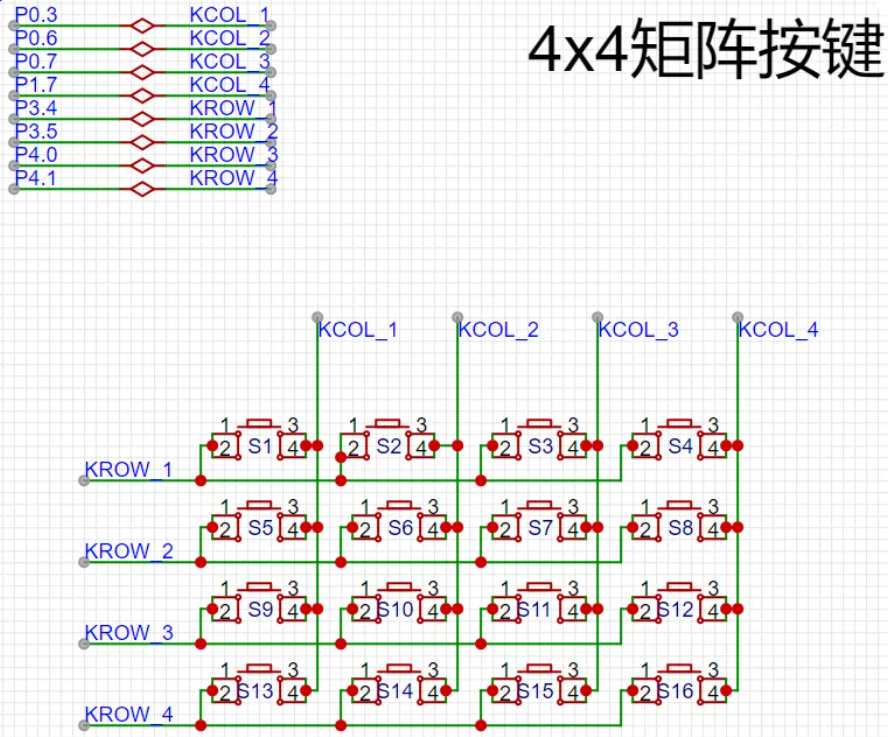 P0.3 KCOL_1
4x4矩阵按键
P0.6 KCOL_2
P0.7 KCOL_3
P1.7 KCOL_4
P3.4 KROW_1
P3.5 KROW_2
P4.0 KROW_3
P4.1 KROW_4
KCOL_1 KCOL_2 KCOL_3 KCOL_4
1 3 1 3 1 3 1 3
2 S1 4 2 S2 4 2 S3 4 2 S4 4
KROW_1
1 3 1 3 1 3 1 3
2 S5 4 2 S6 4 2 S7 4 2 S8 4
KROW_2
1 3 1 3 1 3 1 3
2 S9 4 2 S10 4 2 S11 4 2 S12 4
KROW_3
1 3 1 3 1 3 1 3
2 S13 4 2 S14 4 2 S15 4 2 S16 4
KROW_4